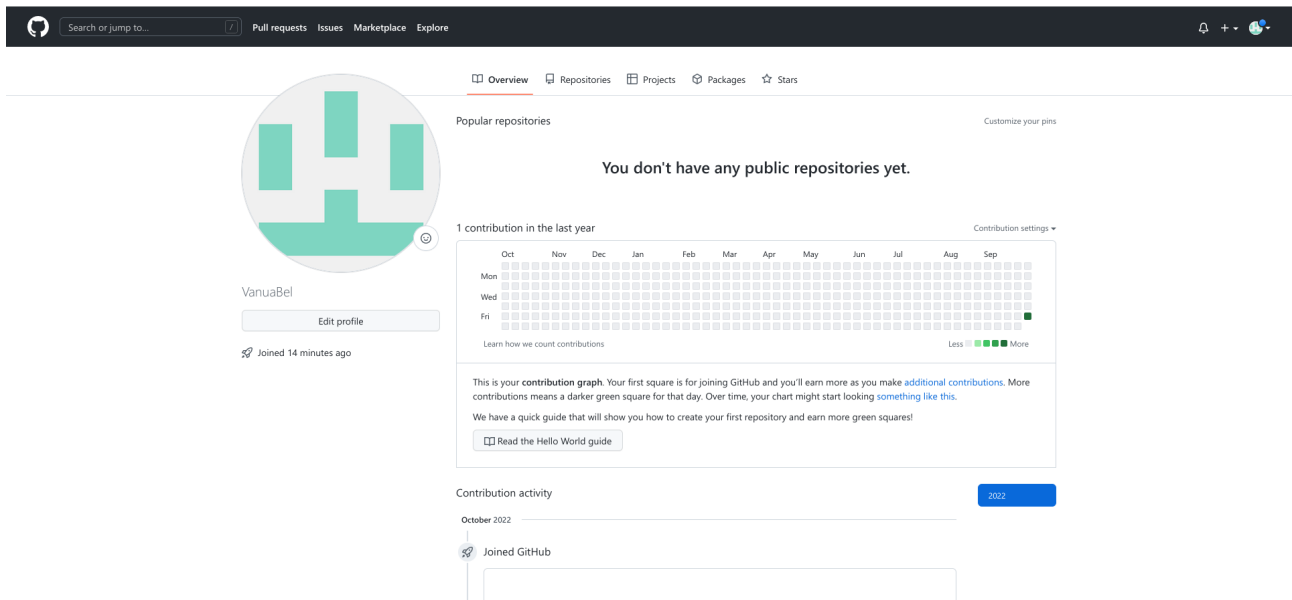 Search or jump to... /
Pull requests Issues Marketplace Explore
Overview Repositories Projects Packages Stars
VanuaBel
Edit profile
Joined 14 minutes ago
Popular repositories
Customize your pins
You don't have any public repositories yet.
1 contribution in the last year
Contribution settings
Oct Nov Dec Jan Feb Mar Apr May Jun Jul Aug Sep
Mon
Wed
Fri
Learn how we count contributions
Less More
This is your contribution graph. Your first square is for joining GitHub and you'll earn more as you make additional contributions. More
contributions means a darker green square for that day. Over time, your chart might start looking something like this.
We have a quick guide that will show you how to create your first repository and earn more green squares!
Read the Hello World guide
Contribution activity
2022
October 2022
Joined GitHub